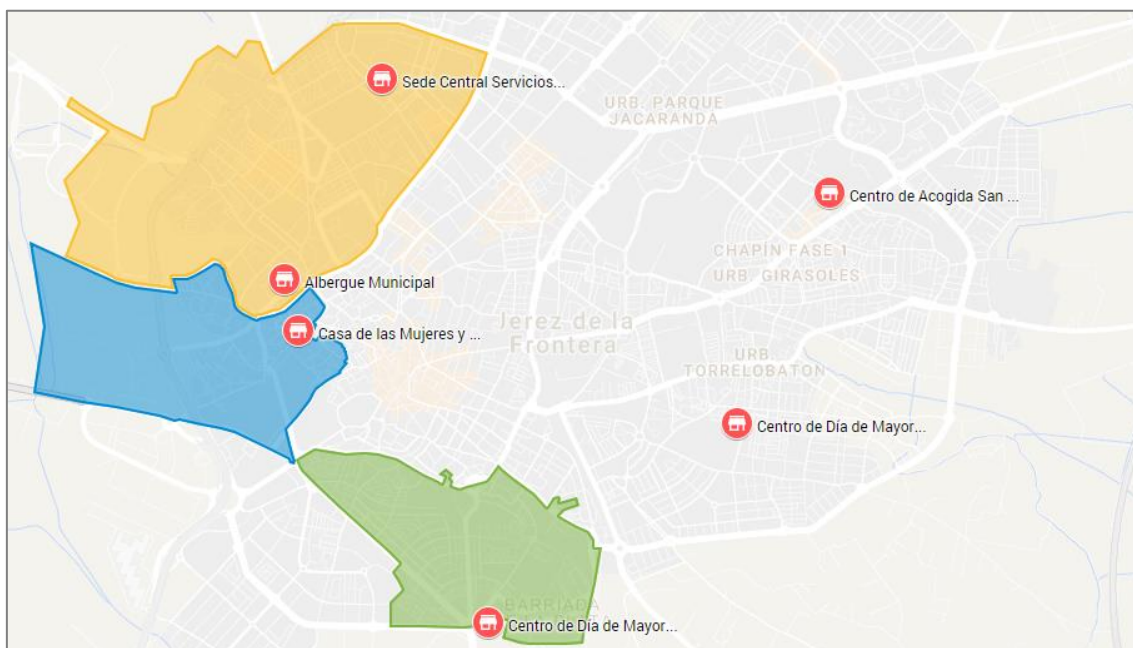 Sede Central Servicios...
URB. PARQUE
JACARANDA
Centro de Acogida San ...
CHAPÍN FASE 1
URB. GIRASOLES
Albergue Municipal
Casa de las Mujeres y ...
Jerez de la
Frontera
URB.
TORRELOBATON
Centro de Día de Mayor...
BARRIADA
Centro de Día de Mayor...